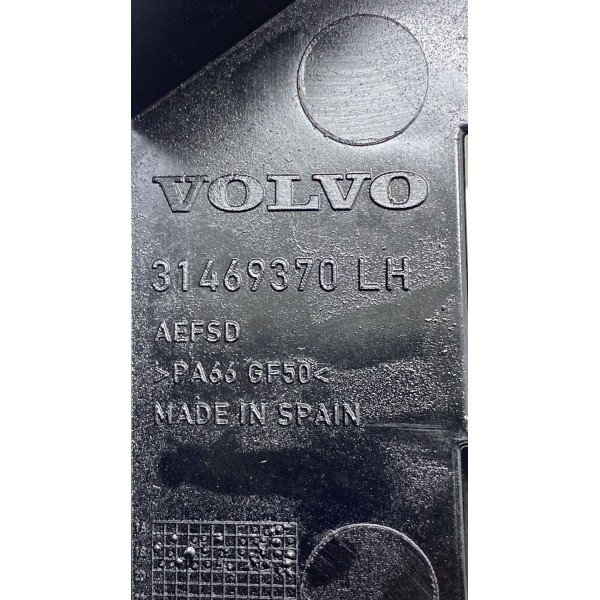 VOLVO
31469370 LH
AEFSD
>PA66 GF50<
MADE IN SPAIN